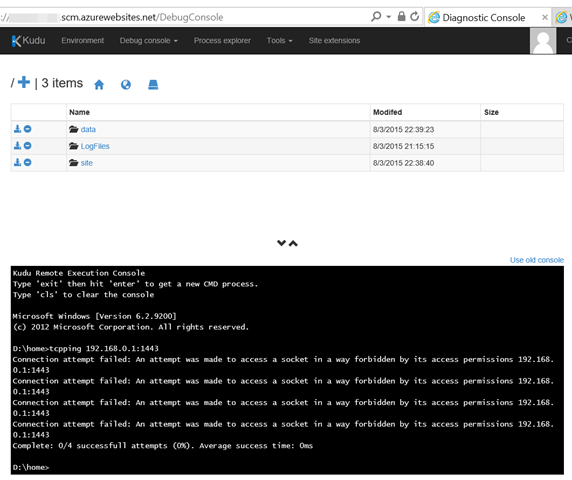 .scm.azurewebsites.net/DebugConsole
Diagnostic Console
Kudu
Environment
Debug console
Process explorer
Tools
Site extensions
/ + | 3 items
Name Modifed Size
data 8/3/2015 22:39:23
LogFiles 8/3/2015 21:15:15
site 8/3/2015 22:38:40
Use old console
Kudu Remote Execution Console
Type 'exit' then hit 'enter' to get a new CMD process.
Type 'cls' to clear the console
Microsoft Windows [Version 6.2.9200]
(c) 2012 Microsoft Corporation. All rights reserved.
D:\home>tcpping 192.168.0.1:1443
Connection attempt failed: An attempt was made to access a socket in a way forbidden by its access permissions 192.168.
0.1:1443
Connection attempt failed: An attempt was made to access a socket in a way forbidden by its access permissions 192.168.
0.1:1443
Connection attempt failed: An attempt was made to access a socket in a way forbidden by its access permissions 192.168.
0.1:1443
Connection attempt failed: An attempt was made to access a socket in a way forbidden by its access permissions 192.168.
0.1:1443
Complete: 0/4 successfull attempts (0%). Average success time: 0ms
D:\home>